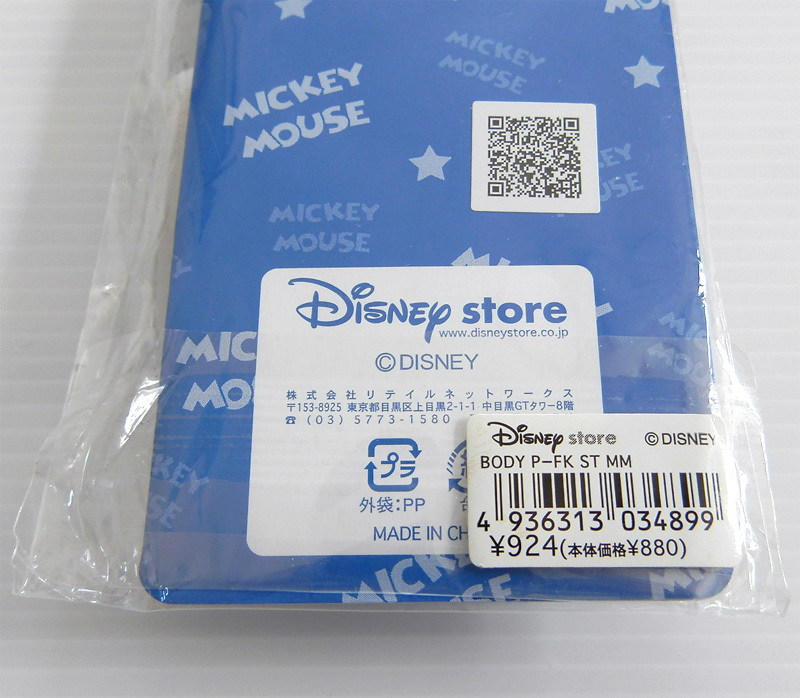 MICKEY
MOUSE
MICKEY
MOUSE
MICKEY
MOUSE
MICKEY
MOUSE
Disney store
www.disneystore.co.jp
©DISNEY
株式会社リテイルネットワークス
〒153-8925 東京都目黒区上目黒2-1-1 中目黒GTタワー8階
☎ (03) 5773-1580
プラ
外袋:PP
台
MADE IN CH
Disney store ©DISNEY
BODY P-FK ST MM
4 936313 034899
¥924(本体価格¥880)
MICKEY